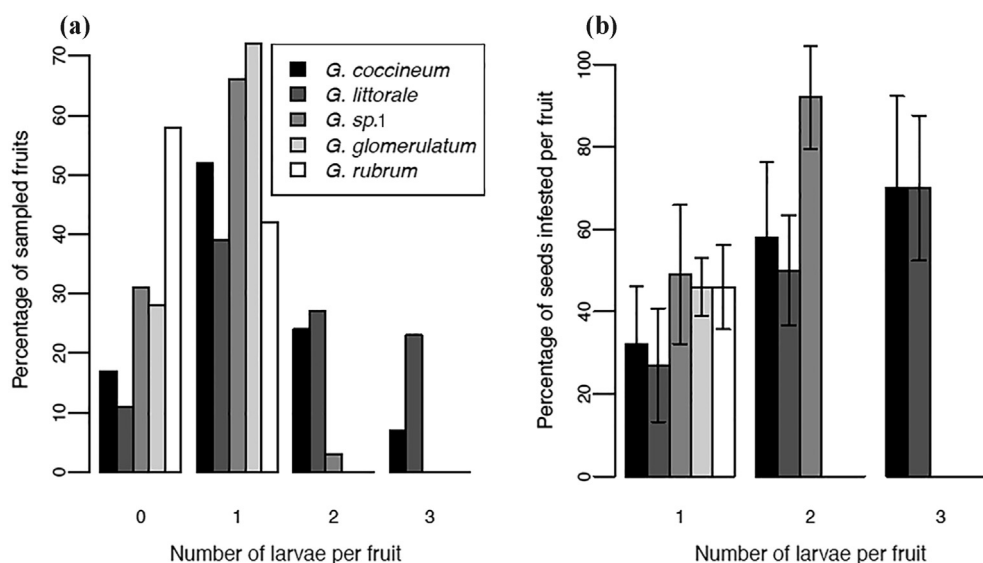 (a)
Percentage of sampled fruits
70
60
50
40
30
20
10
0
G. coccineum
G. littorale
G. sp.1
G. glomerulatum
G. rubrum
0 1 2 3
Number of larvae per fruit
(b)
Percentage of seeds infested per fruit
100
80
60
40
20
0
1 2 3
Number of larvae per fruit